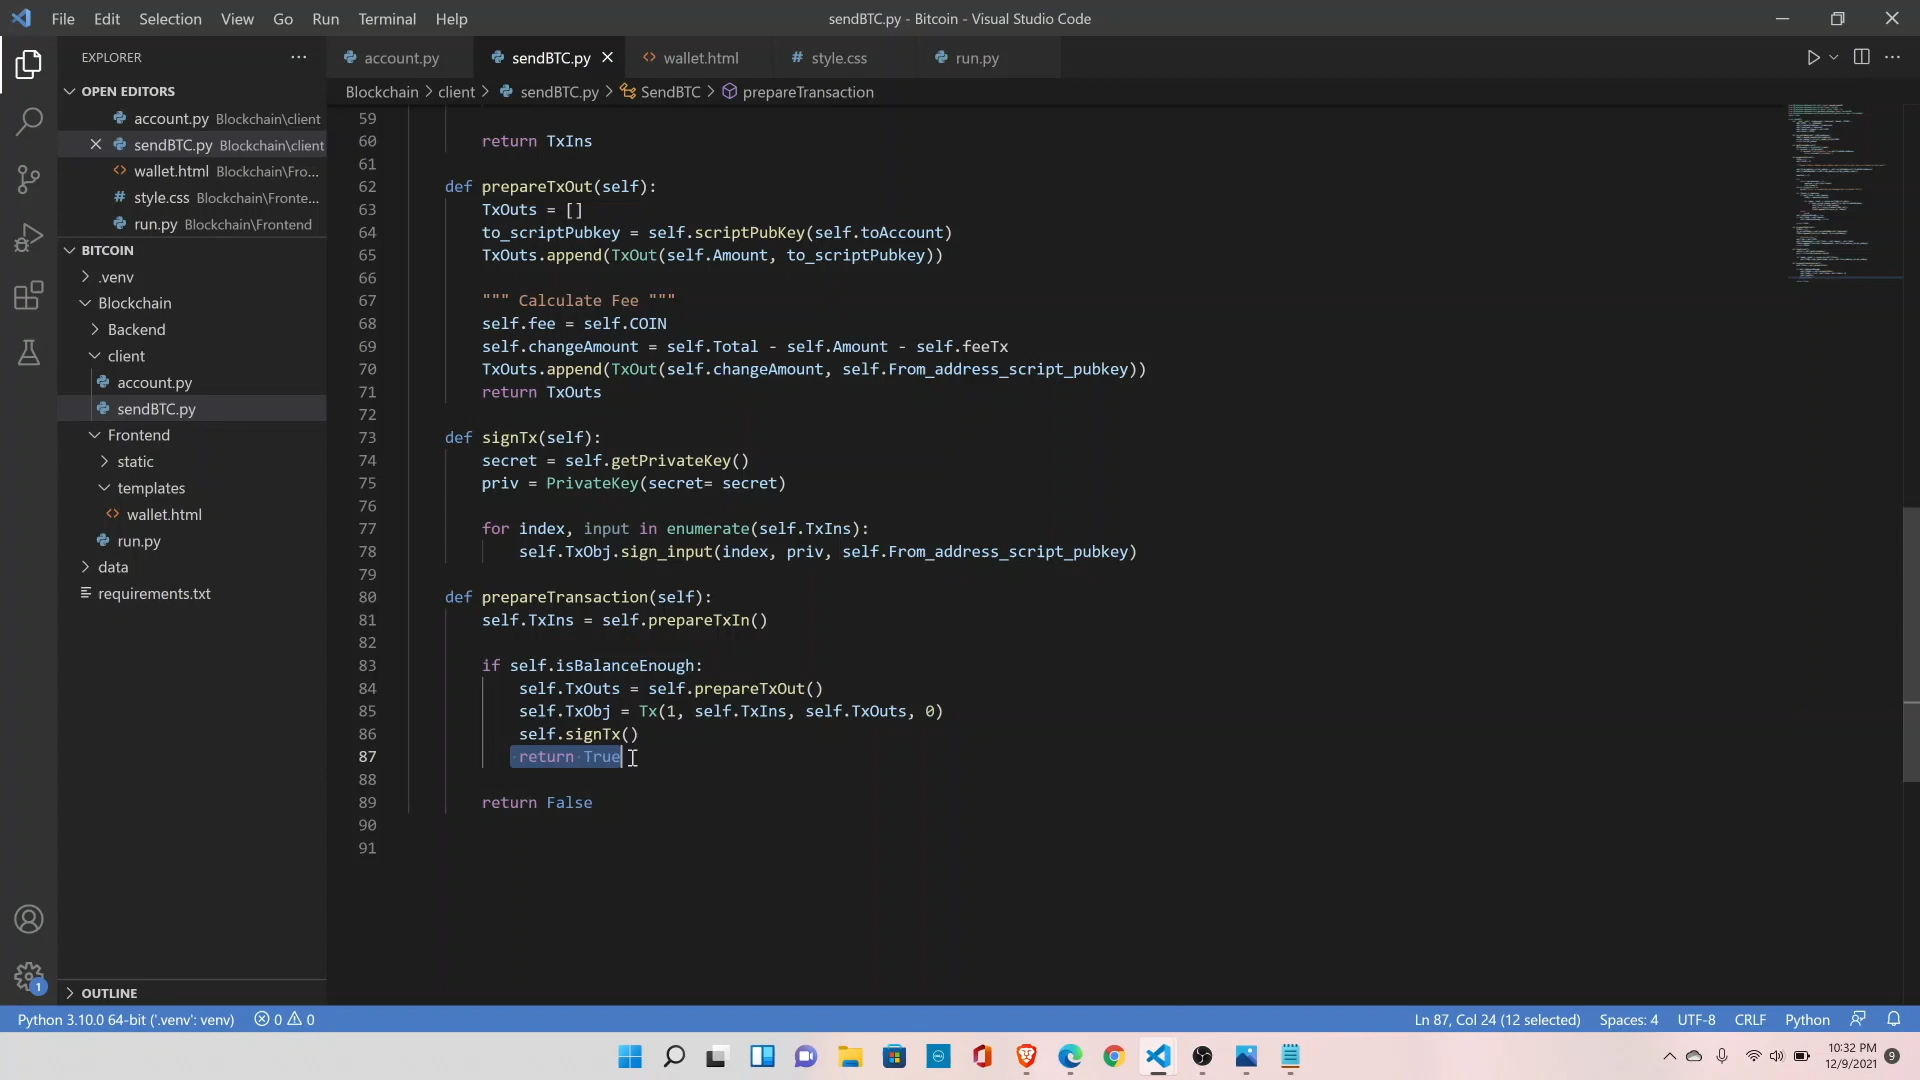 File Edit Selection View Go Run Terminal Help
sendBTC.py - Bitcoin - Visual Studio Code
EXPLORER
account.py
sendBTC.py
wallet.html
# style.css
run.py
OPEN EDITORS
account.py Blockchain\client
sendBTC.py Blockchain\client
wallet.html Blockchain\Fro...
# style.css Blockchain\Fronte...
run.py Blockchain\Frontend
BITCOIN
.venv
Blockchain
Backend
client
account.py
sendBTC.py
Frontend
static
templates
wallet.html
run.py
data
requirements.txt
OUTLINE
Blockchain > client > sendBTC.py > SendBTC > prepareTransaction
59
60 return TxIns
61
62 def prepareTxOut(self):
63 TxOuts = []
64 to_scriptPubkey = self.scriptPubKey(self.toAccount)
65 TxOuts.append(TxOut(self.Amount, to_scriptPubkey))
66
67 """ Calculate Fee """
68 self.fee = self.COIN
69 self.changeAmount = self.Total - self.Amount - self.feeTx
70 TxOuts.append(TxOut(self.changeAmount, self.From_address_script_pubkey))
71 return TxOuts
72
73 def signTx(self):
74 secret = self.getPrivateKey()
75 priv = PrivateKey(secret= secret)
76
77 for index, input in enumerate(self.TxIns):
78 self.TxObj.sign_input(index, priv, self.From_address_script_pubkey)
79
80 def prepareTransaction(self):
81 self.TxIns = self.prepareTxIn()
82
83 if self.isBalanceEnough:
84 self.TxOuts = self.prepareTxOut()
85 self.TxObj = Tx(1, self.TxIns, self.TxOuts, 0)
86 self.signTx()
87 return True
88
89 return False
90
91
1
Python 3.10.0 64-bit ('.venv': venv) 0 0
Ln 87, Col 24 (12 selected) Spaces: 4 UTF-8 CRLF Python
10:32 PM
12/9/2021
9